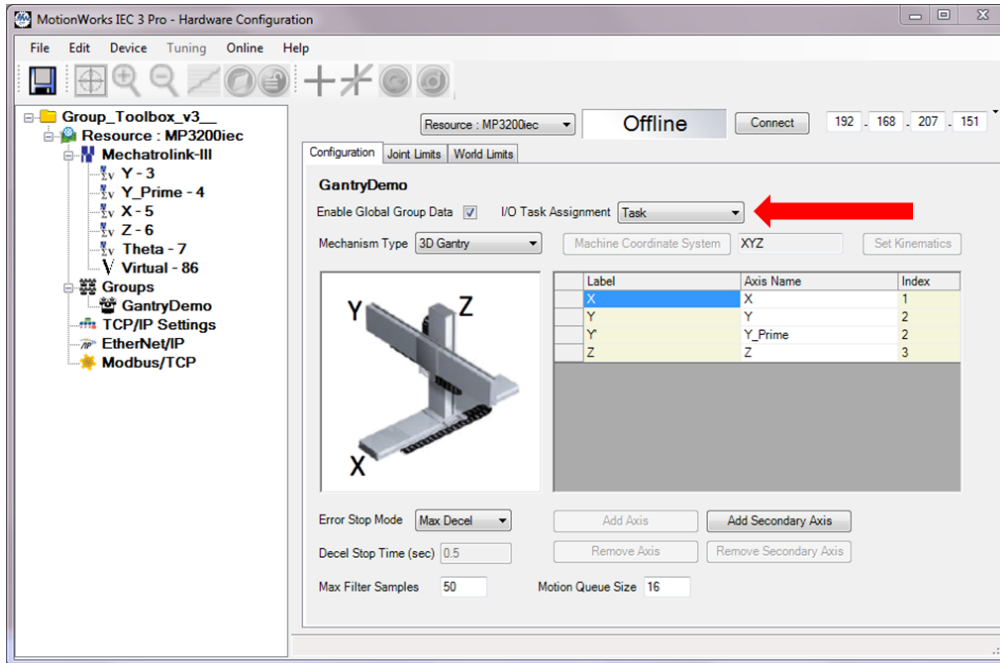 MotionWorks IEC 3 Pro - Hardware Configuration
File Edit Device Tuning Online Help
Group_Toolbox_v3__
Resource : MP3200iec
Mechatrolink-III
Y - 3
Y_Prime - 4
X - 5
Z - 6
Theta - 7
Virtual - 86
Groups
GantryDemo
TCP/IP Settings
EtherNet/IP
Modbus/TCP
Resource : MP3200iec Offline Connect 192 . 168 . 207 . 151
Configuration Joint Limits World Limits
GantryDemo
Enable Global Group Data I/O Task Assignment Task
Mechanism Type 3D Gantry Machine Coordinate System XYZ Set Kinematics
Y Z
X
Label Axis Name Index
X X 1
Y Y 2
Y' Y_Prime 2
Z Z 3
Error Stop Mode Max Decel Add Axis Add Secondary Axis
Decel Stop Time (sec) 0.5 Remove Axis Remove Secondary Axis
Max Filter Samples 50 Motion Queue Size 16